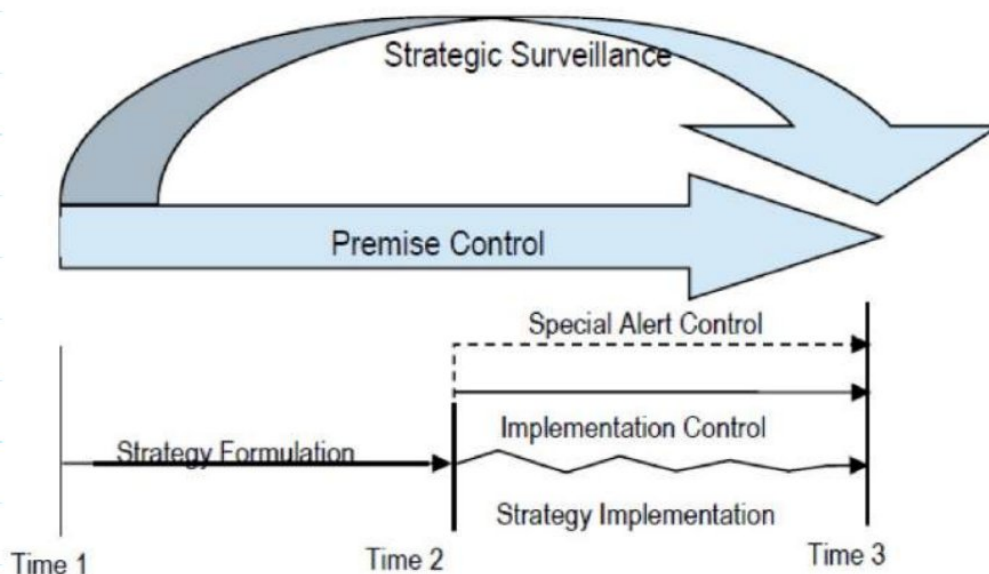 Strategic Surveillance
Premise Control
Special Alert Control
Implementation Control
Strategy Formulation
Strategy Implementation
Time 1
Time 2
Time 3